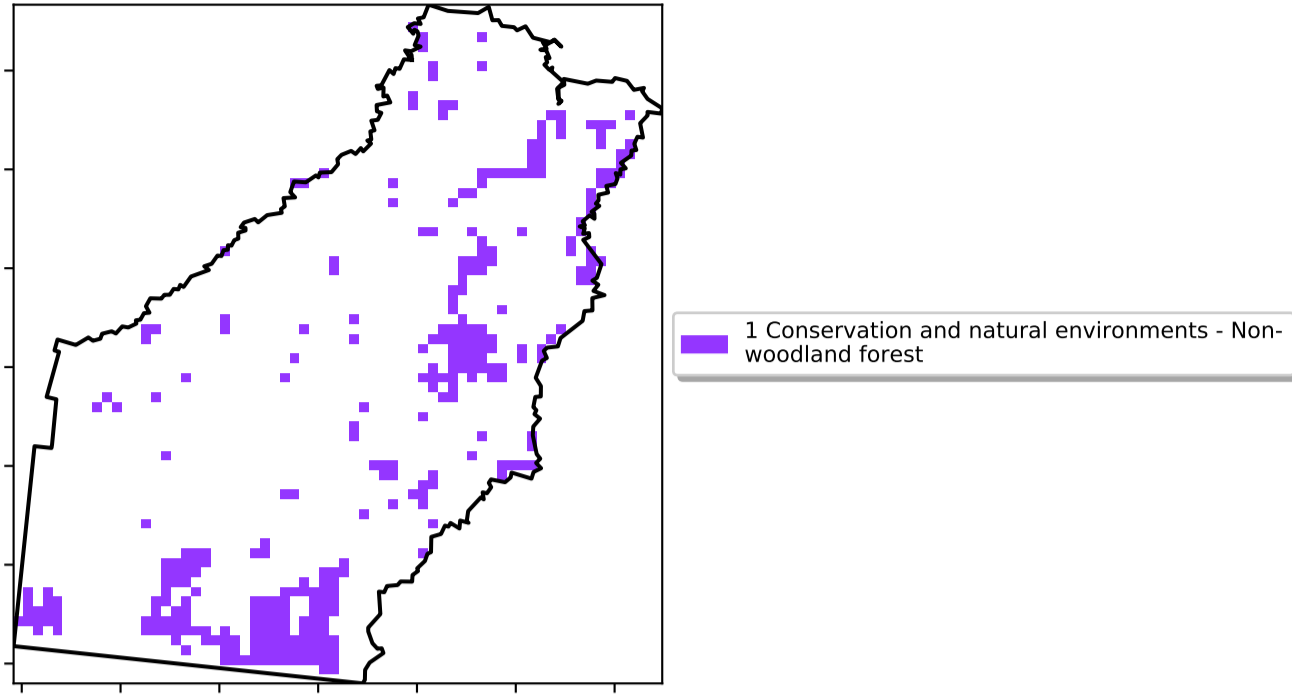 1 Conservation and natural environments - Non-
woodland forest